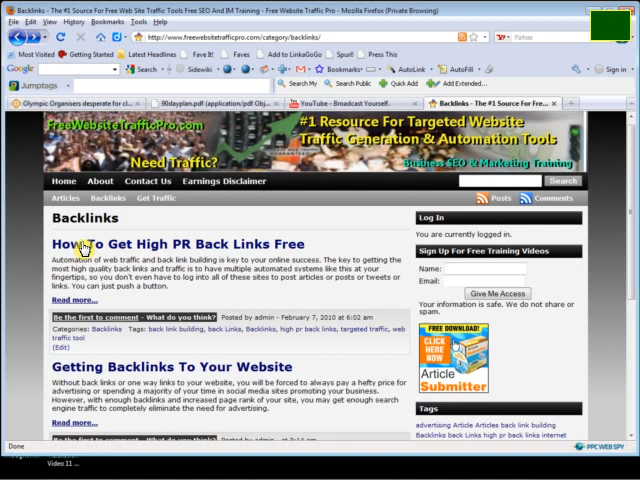 Backlinks - The #1 Source For Free Web Site Traffic Tools Free SEO And IM Training - Free Website Traffic Pro - Mozilla Firefox (Private Browsing)
File Edit View History Bookmarks Tools Help
http://www.freewebsitetrafficpro.com/category/backlinks/
Yahoo
Most Visited Getting Started Latest Headlines Fave It! Faves Add to LinkaGoGo Spurl! Press This
Google Search Sidewiki Bookmarks AutoLink AutoFill Sign in
Jumptags Search My Search Public Quick Add Add Extended...
Olympic Organisers desperate for cl... 90dayplan.pdf (application/pdf Obj... YouTube - Broadcast Yourself. Backlinks - The #1 Source For Fre...
FreeWebsiteTrafficPro.com
#1 Resource For Targeted Website
Traffic Generation & Automation Tools
Need Traffic?
Business SEO & Marketing Training
Home About Contact Us Earnings Disclaimer
Search
Articles Backlinks Get Traffic
Posts Comments
Backlinks
How To Get High PR Back Links Free
Automation of web traffic and back link building is key to your online success. The key to getting the
most high quality back links and traffic is to have multiple automated systems like this at your
fingertips, so you don't even have to log into all of these sites to post articles or posts or tweets or
links. You can just push a button.
Read more...
Be the first to comment - What do you think? Posted by admin - February 7, 2010 at 6:02 am
Categories: Backlinks Tags: back link building, back Links, Backlinks, high pr back links, targeted traffic, web
traffic tool
(Edit)
Getting Backlinks To Your Website
Without back links or one way links to your website, you will be forced to always pay a hefty price for
advertising or spending a majority of your time in social media sites promoting your business.
However, with enough backlinks and increased page rank of your site, you may get enough search
engine traffic to completely eliminate the need for advertising.
Read more...
Be the first to comment - What do you think? Posted by admin
Log In
You are currently logged in.
Sign Up For Free Training Videos
Name:
Email:
Give Me Access
Your information is safe. We do not share or
spam.
FREE DOWNLOAD!
CLICK
HERE
NOW
Article
Submitter
Tags
advertising Article Articles back link building
Backlinks Back Links high pr back links internet
Done
PPC WEB SPY
Video 11 ...